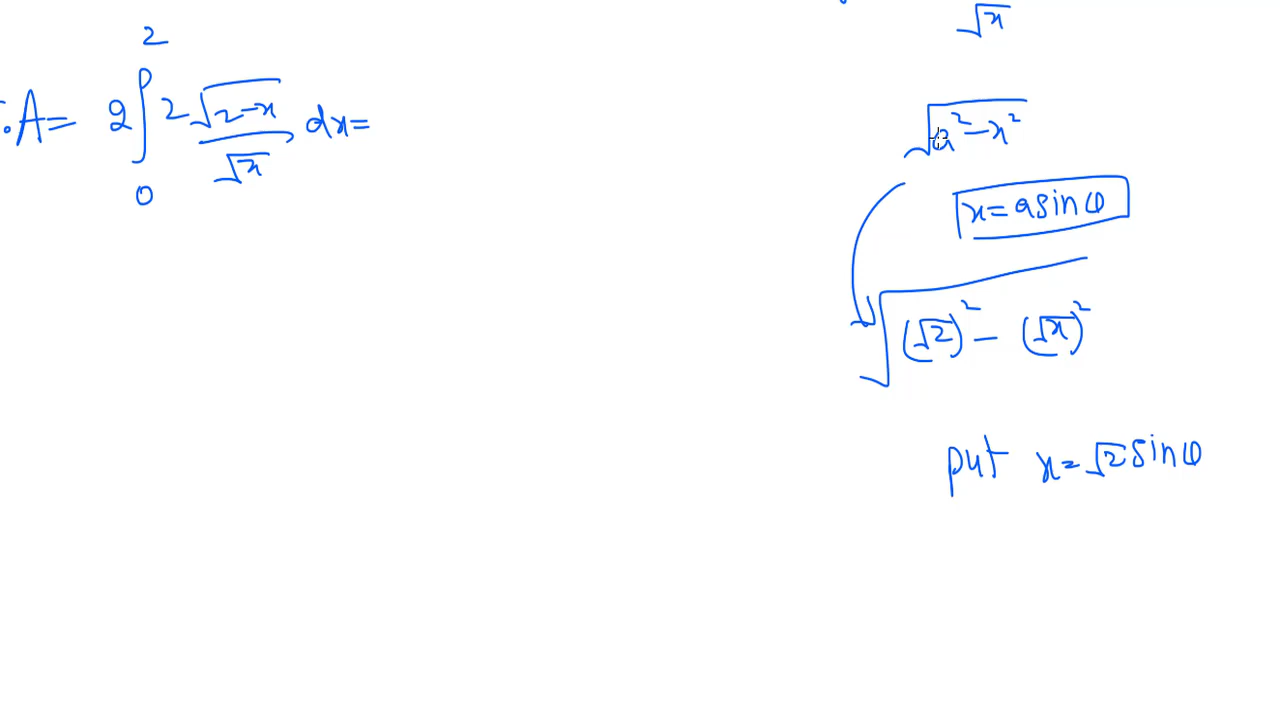 ∴A = 2∫₀² 2 √(2-x)/√x dx =
√x
√(a² - x²)
x = a sin φ
√((√2)² - (√x)²)
put x = √2 sin φ